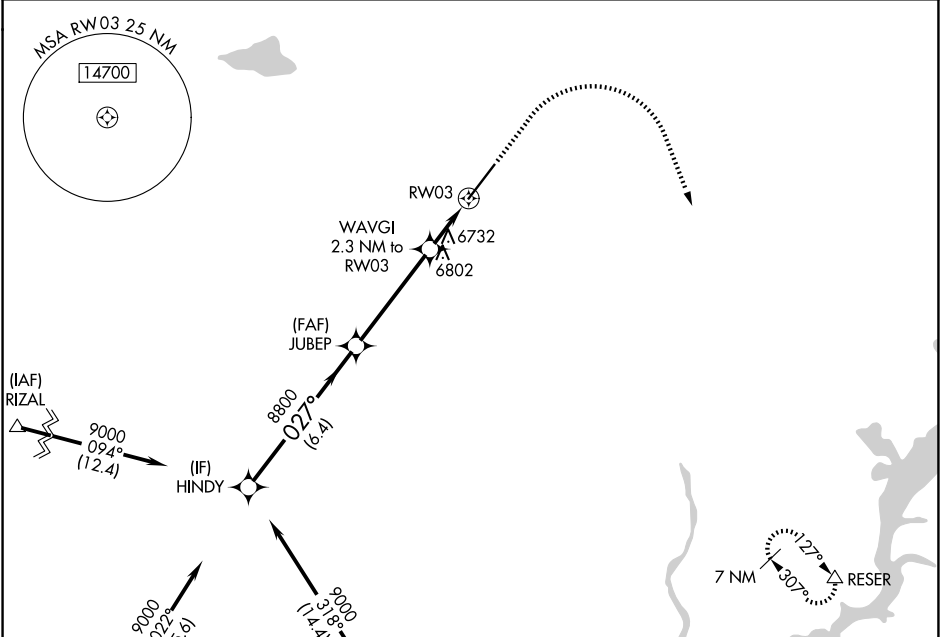 MSA RW03 25 NM
14700
RW03
WAVGI
2.3 NM to
RW03
6732
6802
(FAF)
JUBEP
(IAF)
RIZAL
9000
094°
(12.4)
8800
027°
(6.4)
(IF)
HINDY
9000
022°
9000
318°
7 NM
127°
307°
RESER